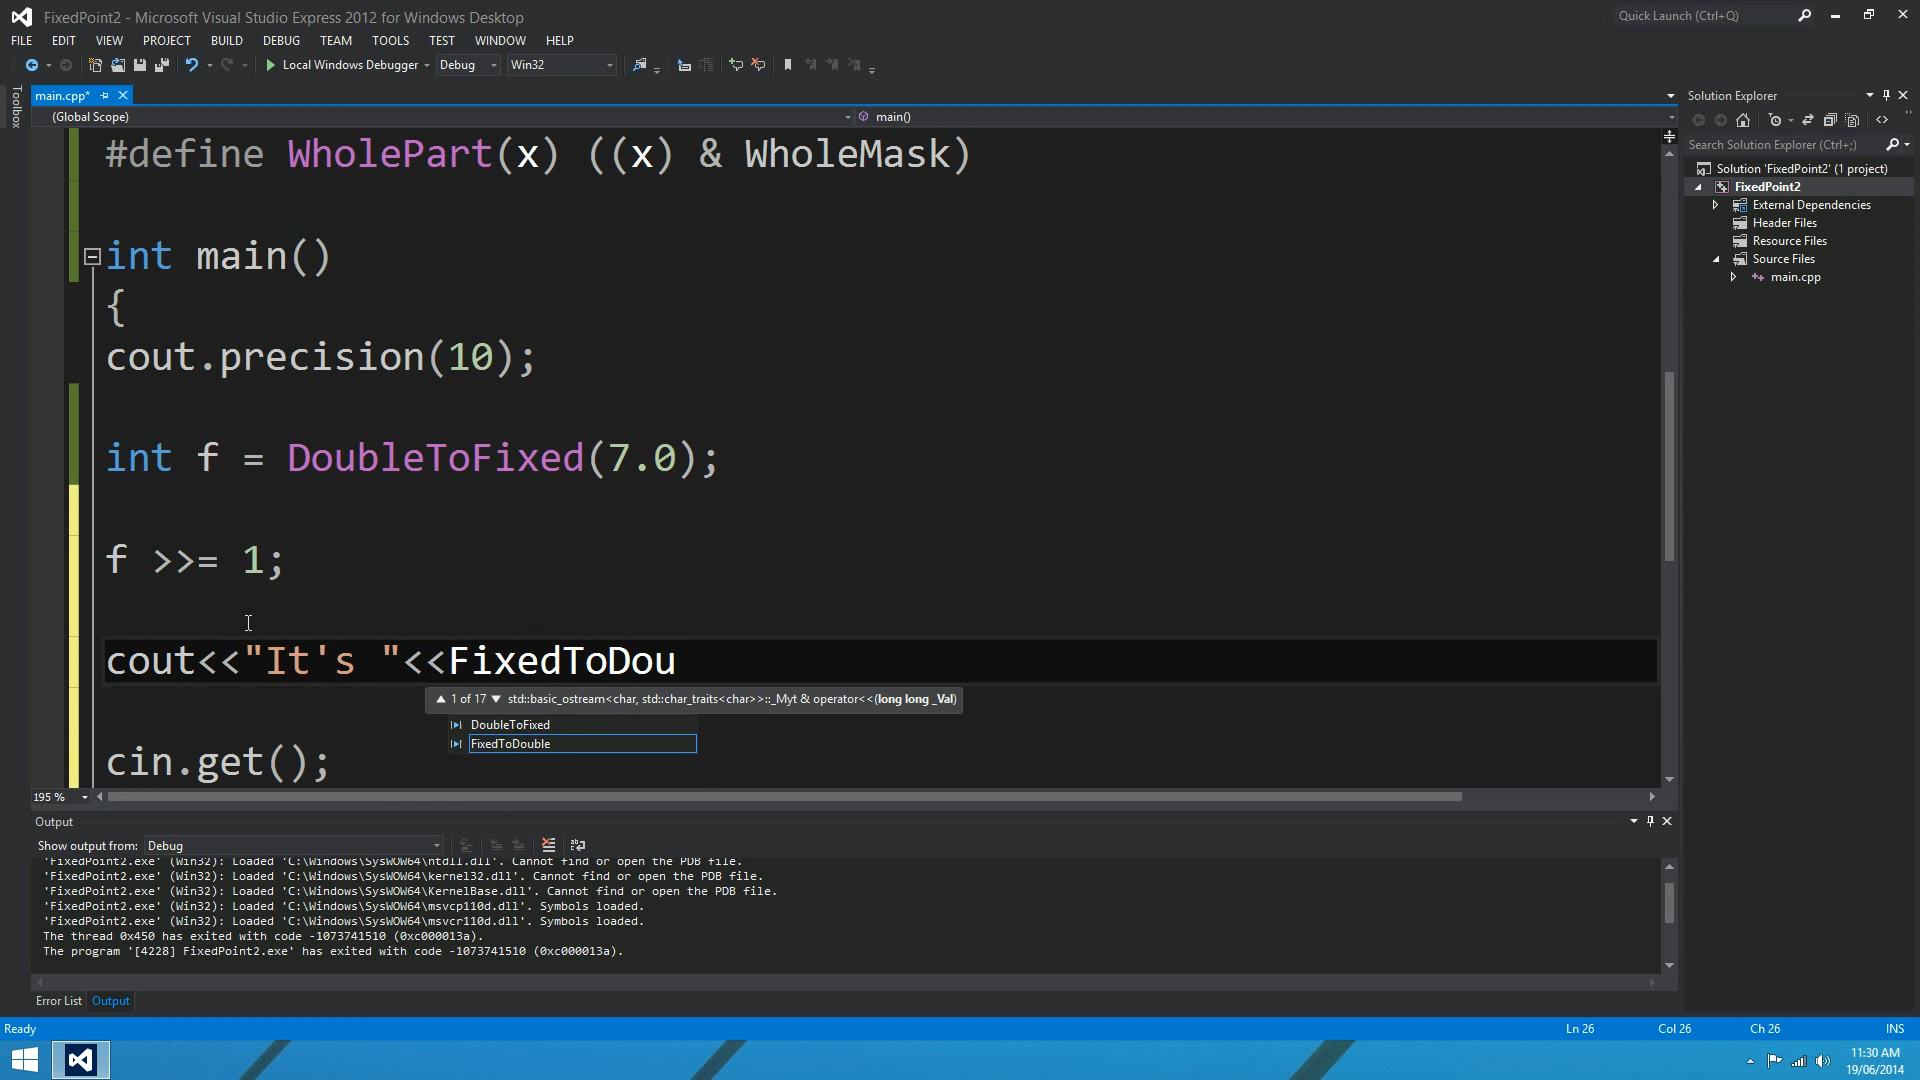 FixedPoint2 - Microsoft Visual Studio Express 2012 for Windows Desktop
Quick Launch (Ctrl+Q)
FILE EDIT VIEW PROJECT BUILD DEBUG TEAM TOOLS TEST WINDOW HELP
Local Windows Debugger Debug Win32
Toolbox
main.cpp*
(Global Scope) main()
#define WholePart(x) ((x) & WholeMask)
int main()
{
cout.precision(10);
int f = DoubleToFixed(7.0);
f >>= 1;
cout<<"It's "<<FixedToDou
1 of 17 std::basic_ostream<char, std::char_traits<char>>::_Myt & operator<<(long long _Val)
DoubleToFixed
FixedToDouble
cin.get();
195 %
Output
Show output from: Debug
'FixedPoint2.exe' (Win32): Loaded 'C:\Windows\SysWOW64\ntdll.dll'. Cannot find or open the PDB file.
'FixedPoint2.exe' (Win32): Loaded 'C:\Windows\SysWOW64\kernel32.dll'. Cannot find or open the PDB file.
'FixedPoint2.exe' (Win32): Loaded 'C:\Windows\SysWOW64\KernelBase.dll'. Cannot find or open the PDB file.
'FixedPoint2.exe' (Win32): Loaded 'C:\Windows\SysWOW64\msvcp110d.dll'. Symbols loaded.
'FixedPoint2.exe' (Win32): Loaded 'C:\Windows\SysWOW64\msvcr110d.dll'. Symbols loaded.
The thread 0x450 has exited with code -1073741510 (0xc000013a).
The program '[4228] FixedPoint2.exe' has exited with code -1073741510 (0xc000013a).
Error List Output
Solution Explorer
Search Solution Explorer (Ctrl+;)
Solution 'FixedPoint2' (1 project)
FixedPoint2
External Dependencies
Header Files
Resource Files
Source Files
main.cpp
Ready
Ln 26 Col 26 Ch 26 INS
11:30 AM
19/06/2014